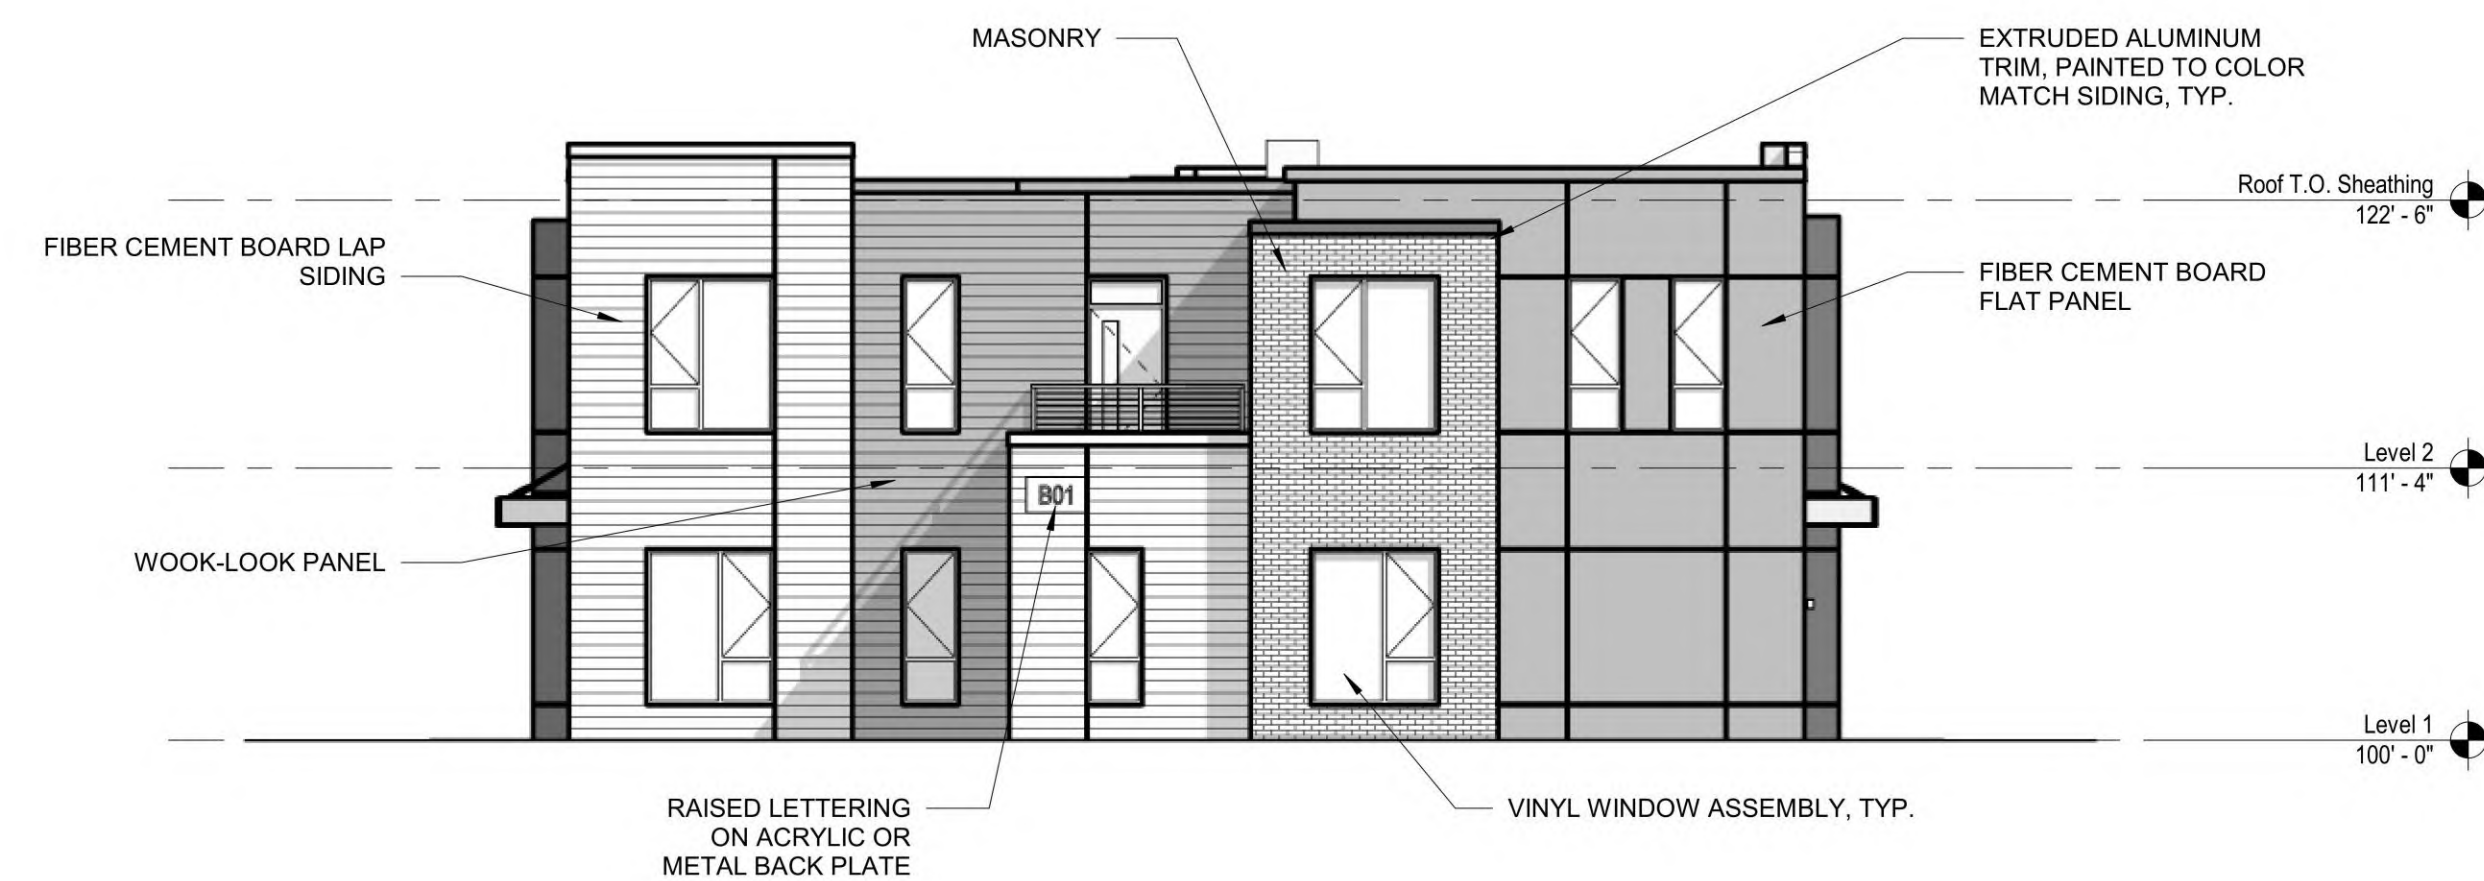 MASONRY
EXTRUDED ALUMINUM
TRIM, PAINTED TO COLOR
MATCH SIDING, TYP.
Roof T.O. Sheathing
122' - 6"
FIBER CEMENT BOARD LAP
SIDING
FIBER CEMENT BOARD
FLAT PANEL
Level 2
111' - 4"
B01
WOOK-LOOK PANEL
Level 1
100' - 0"
RAISED LETTERING
ON ACRYLIC OR
METAL BACK PLATE
VINYL WINDOW ASSEMBLY, TYP.